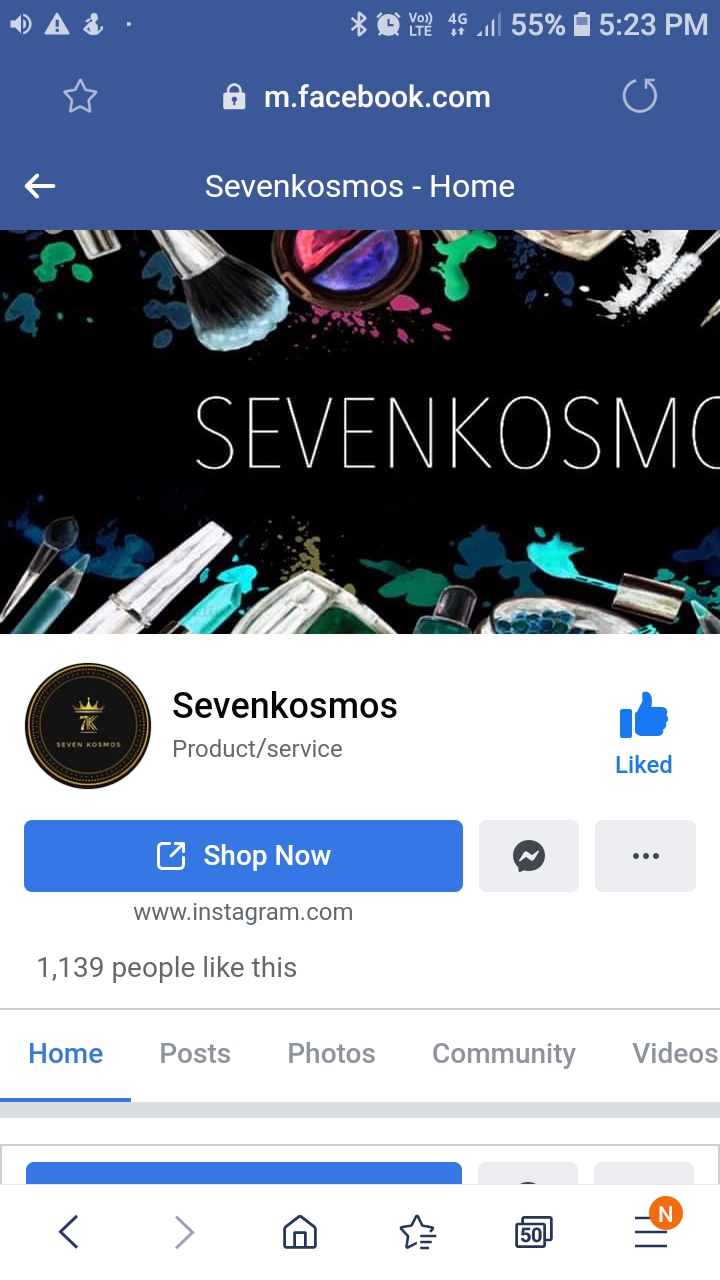 Vo)) LTE 4G 55% 5:23 PM
m.facebook.com
Sevenkosmos - Home
SEVENKOSMO
7K
SEVEN KOSMOS
Sevenkosmos
Product/service
Liked
Shop Now
www.instagram.com
1,139 people like this
Home Posts Photos Community Videos
50
N